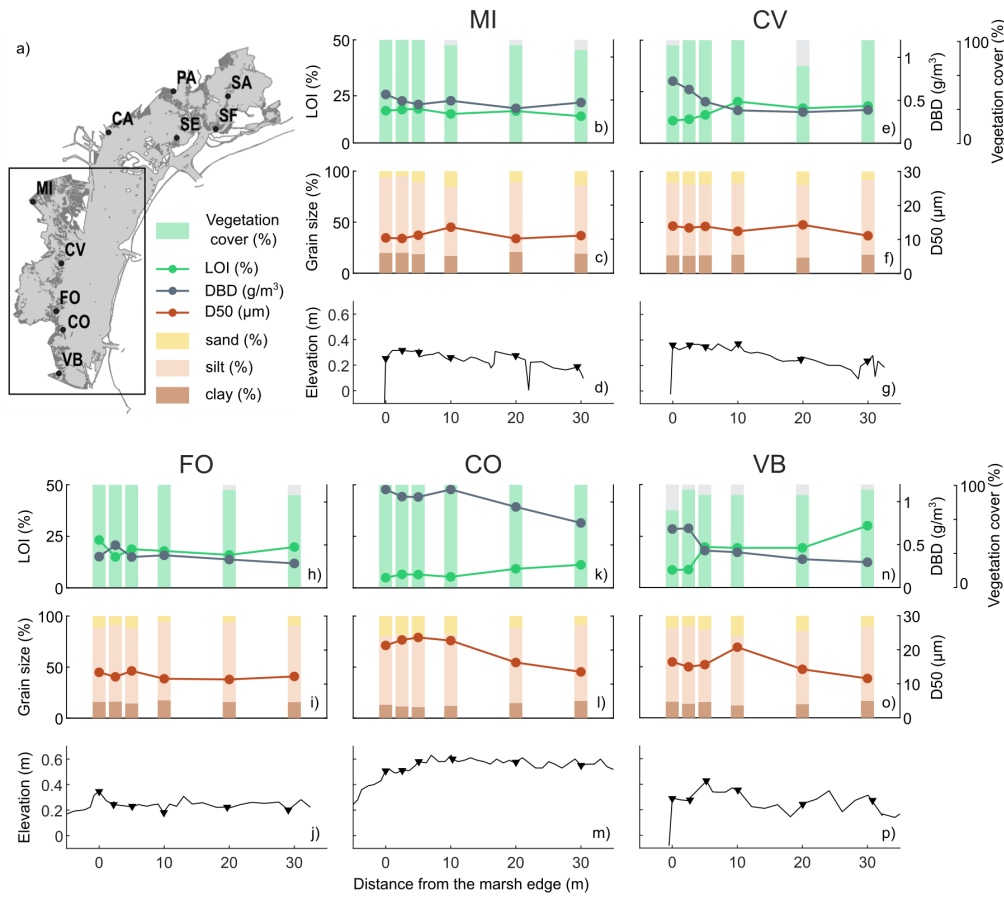 MI
CV
a)
PA
SA
CA
SE
SF
MI
CV
FO
CO
VB
Vegetation
cover (%)
LOI (%)
DBD (g/m³)
D50 (µm)
sand (%)
silt (%)
clay (%)
LOI (%)
50
25
0
b)
e)
1
0.5
0
DBD (g/m³)
100
0
Vegetation cover (%)
Grain size (%)
100
50
0
c)
f)
30
20
10
0
D50 (µm)
Elevation (m)
0.6
0.4
0.2
0
d)
g)
0 10 20 30
0 10 20 30
FO
CO
VB
LOI (%)
50
25
0
h)
k)
n)
1
0.5
0
DBD (g/m³)
100
0
Vegetation cover (%)
Grain size (%)
100
50
0
i)
l)
o)
30
20
10
0
D50 (µm)
Elevation (m)
0.6
0.4
0.2
0
j)
m)
p)
0 10 20 30
0 10 20 30
0 10 20 30
Distance from the marsh edge (m)